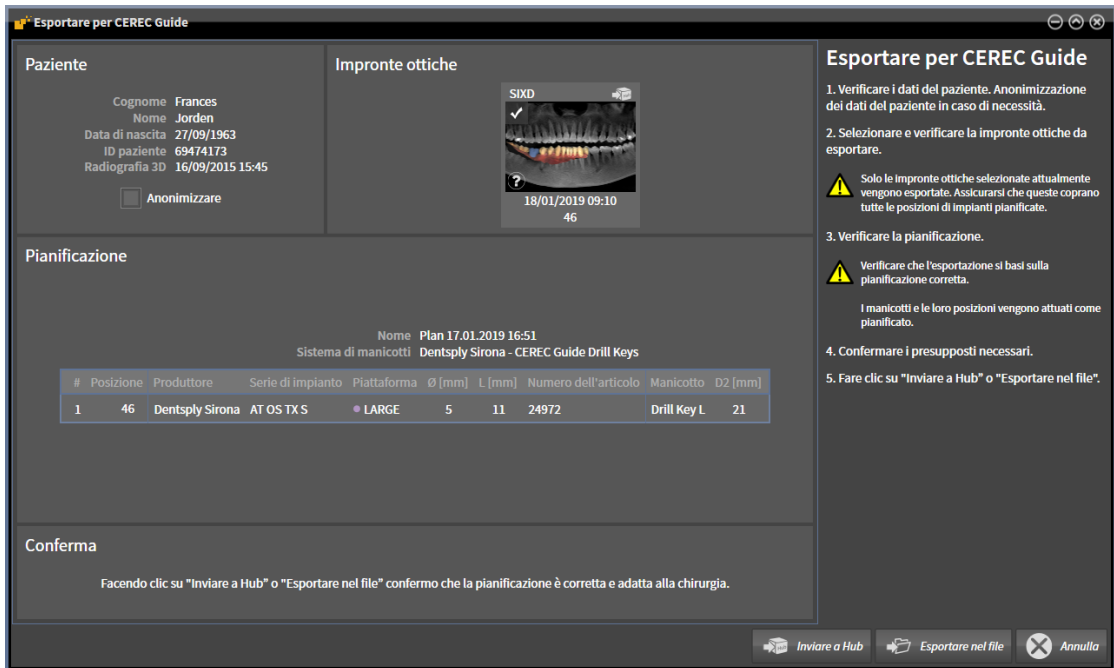 Esportare per CEREC Guide
Paziente
Cognome Frances
Nome Jorden
Data di nascita 27/09/1963
ID paziente 69474173
Radiografia 3D 16/09/2015 15:45
Anonimizzare
Impronte ottiche
SIXD
?
18/01/2019 09:10
46
Pianificazione
Nome Plan 17.01.2019 16:51
Sistema di manicotti Dentsply Sirona - CEREC Guide Drill Keys
# Posizione Produttore Serie di impianto Piattaforma Ø [mm] L [mm] Numero dell'articolo Manicotto D2 [mm]
1 46 Dentsply Sirona AT OS TX S LARGE 5 11 24972 Drill Key L 21
Conferma
Facendo clic su "Inviare a Hub" o "Esportare nel file" confermo che la pianificazione è corretta e adatta alla chirurgia.
Esportare per CEREC Guide
1. Verificare i dati del paziente. Anonimizzazione
dei dati del paziente in caso di necessità.
2. Selezionare e verificare la impronte ottiche da
esportare.
Solo le impronte ottiche selezionate attualmente
vengono esportate. Assicurarsi che queste coprano
tutte le posizioni di impianti pianificate.
3. Verificare la pianificazione.
Verificare che l'esportazione si basi sulla
pianificazione corretta.
I manicotti e le loro posizioni vengono attuati come
pianificato.
4. Confermare i presupposti necessari.
5. Fare clic su "Inviare a Hub" o "Esportare nel file".
Inviare a Hub
Esportare nel file
Annulla